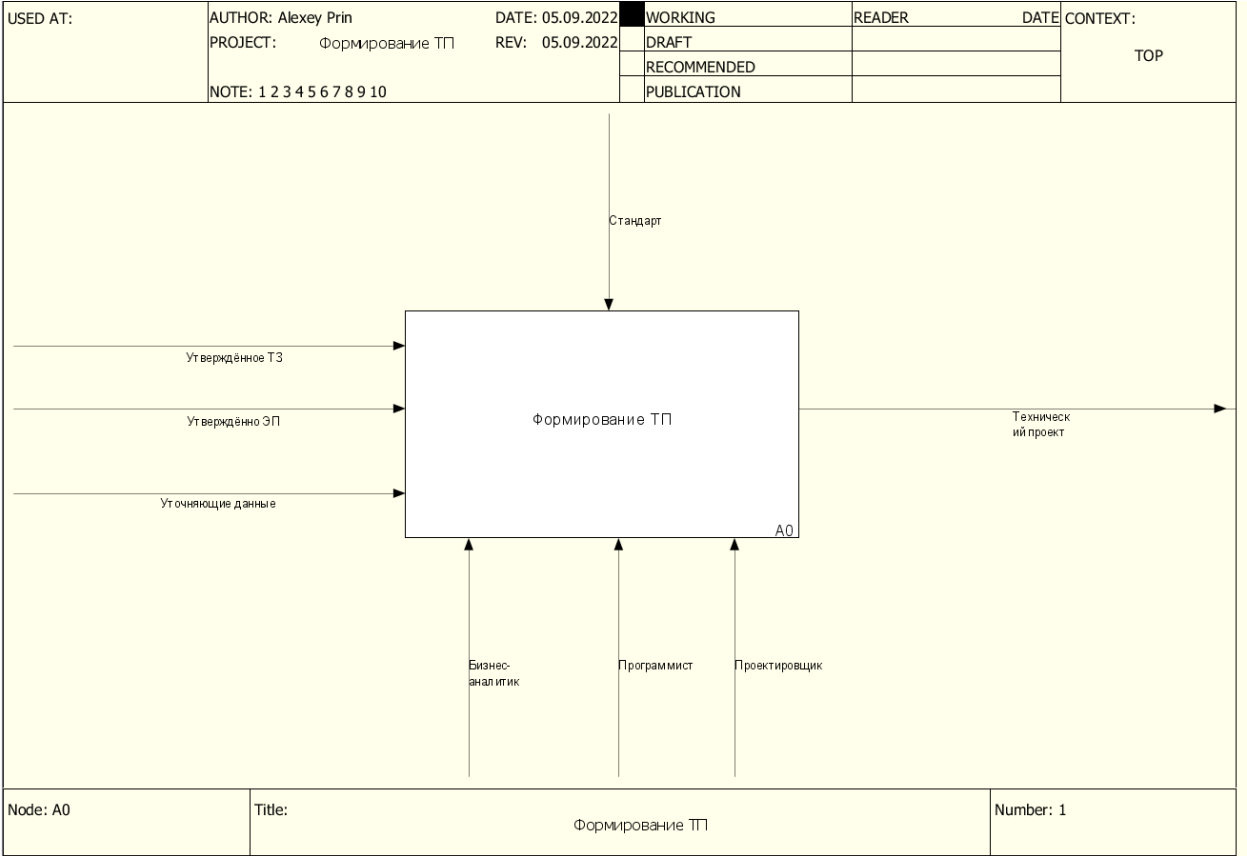 USED AT:
AUTHOR: Alexey Prin
DATE: 05.09.2022
PROJECT: Формирование ТП
REV: 05.09.2022
NOTE: 1 2 3 4 5 6 7 8 9 10
WORKING
DRAFT
RECOMMENDED
PUBLICATION
READER DATE
CONTEXT:
TOP
Стандарт
Утверждённое ТЗ
Утверждённо ЭП
Уточняющие данные
Формирование ТП
A0
Техническ
ий проект
Бизнес-
аналитик
Программист
Проектировщик
Node: A0
Title:
Формирование ТП
Number: 1